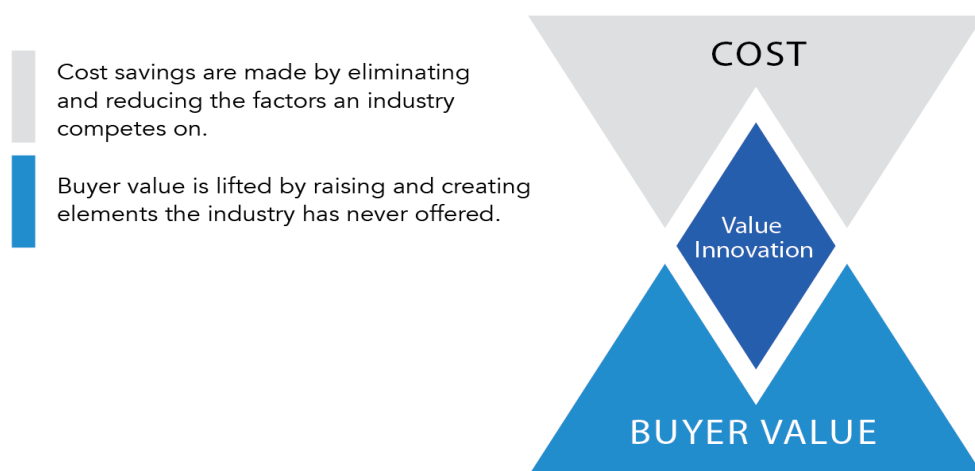 Cost savings are made by eliminating
and reducing the factors an industry
competes on.
Buyer value is lifted by raising and creating
elements the industry has never offered.
COST
Value
Innovation
BUYER VALUE